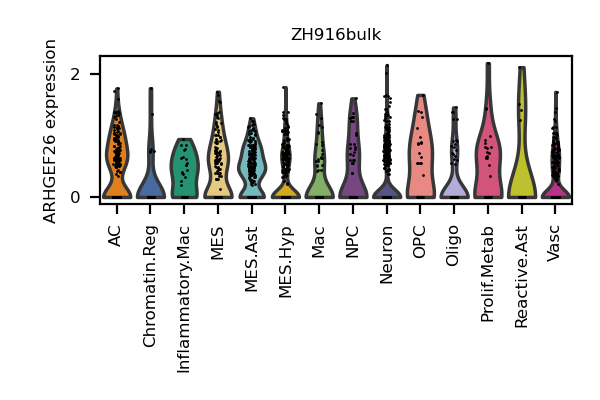 ZH916bulk
ARHGEF26 expression
2
0
AC
Chromatin.Reg
Inflammatory.Mac
MES
MES.Ast
MES.Hyp
Mac
NPC
Neuron
OPC
Oligo
Prolif.Metab
Reactive.Ast
Vasc